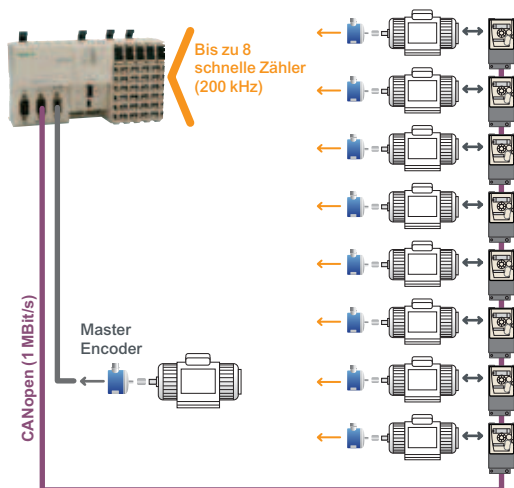 Bis zu 8
schnelle Zähler
(200 kHz)
Master
Encoder
CANopen (1 MBit/s)